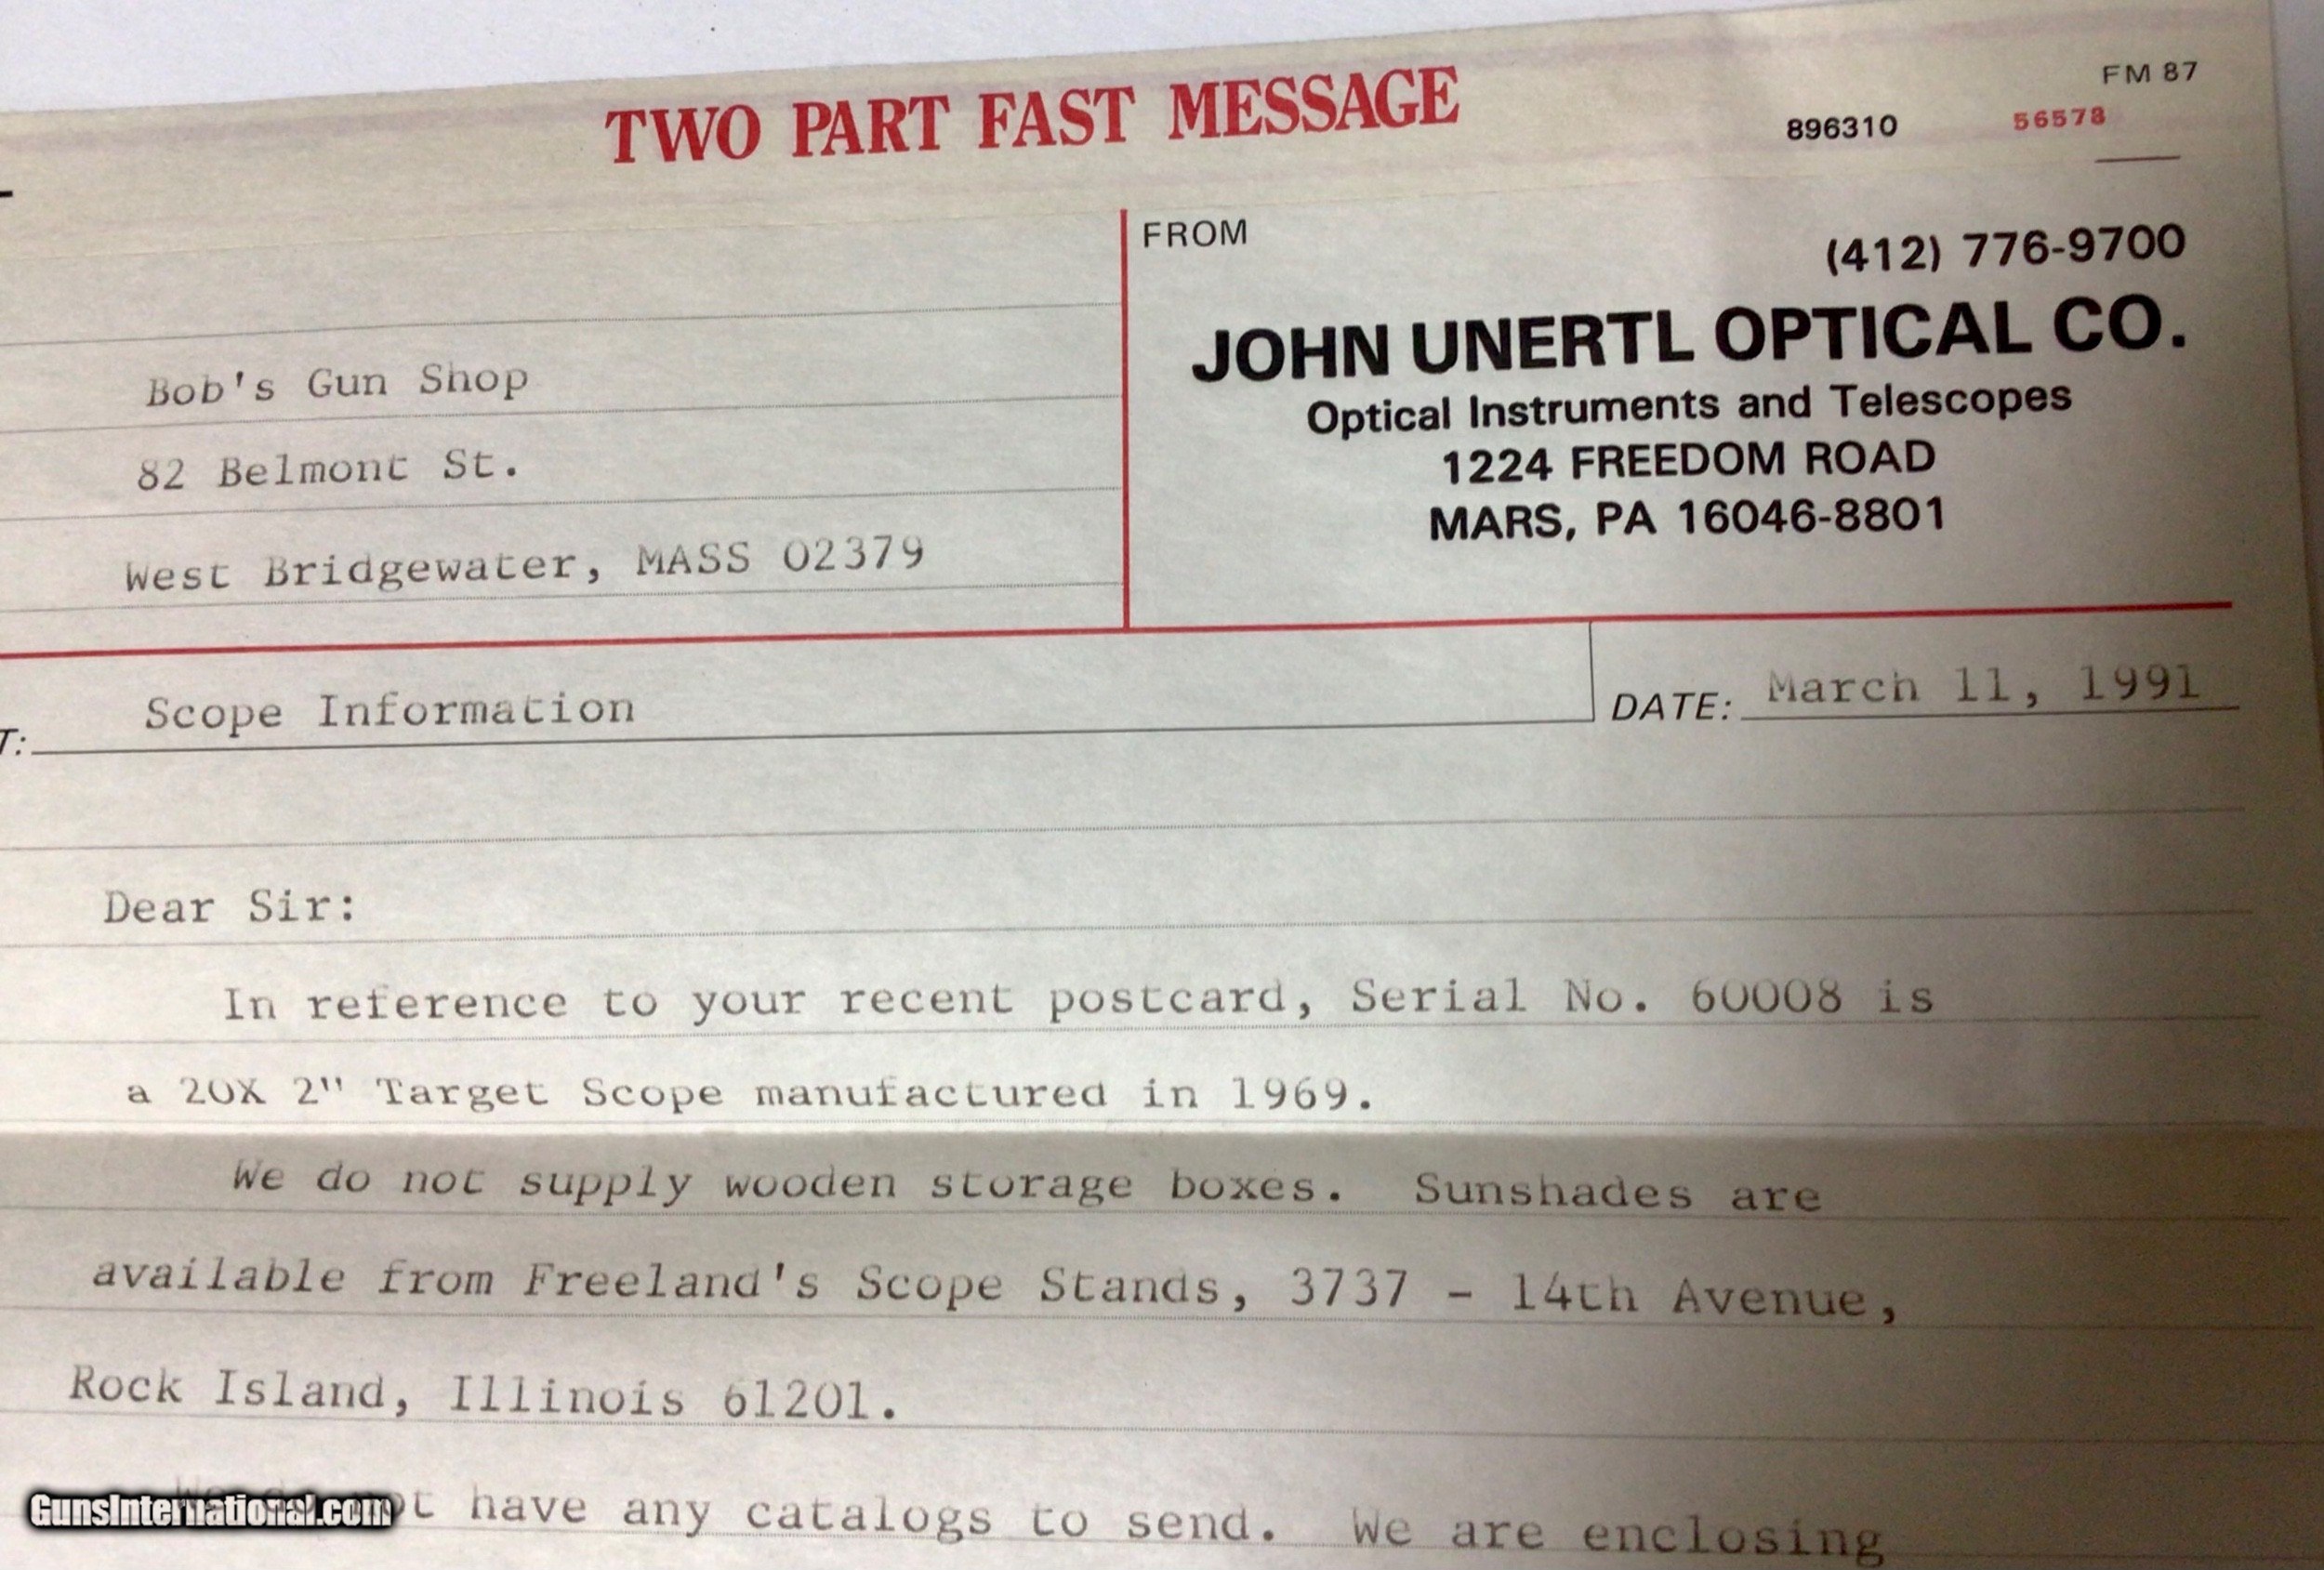 TWO PART FAST MESSAGE
FM 87
896310 56578
FROM
(412) 776-9700
JOHN UNERTL OPTICAL CO.
Optical Instruments and Telescopes
1224 FREEDOM ROAD
MARS, PA 16046-8801
Bob's Gun Shop
82 Belmont St.
West Bridgewater, MASS 02379
T: Scope Information
DATE: March 11, 1991
Dear Sir:
In reference to your recent postcard, Serial No. 60008 is
a 20X 2" Target Scope manufactured in 1969.
We do not supply wooden storage boxes. Sunshades are
available from Freeland's Scope Stands, 3737 - 14th Avenue,
Rock Island, Illinois 61201.
have any catalogs to send. We are enclosing
GunsInternational.com